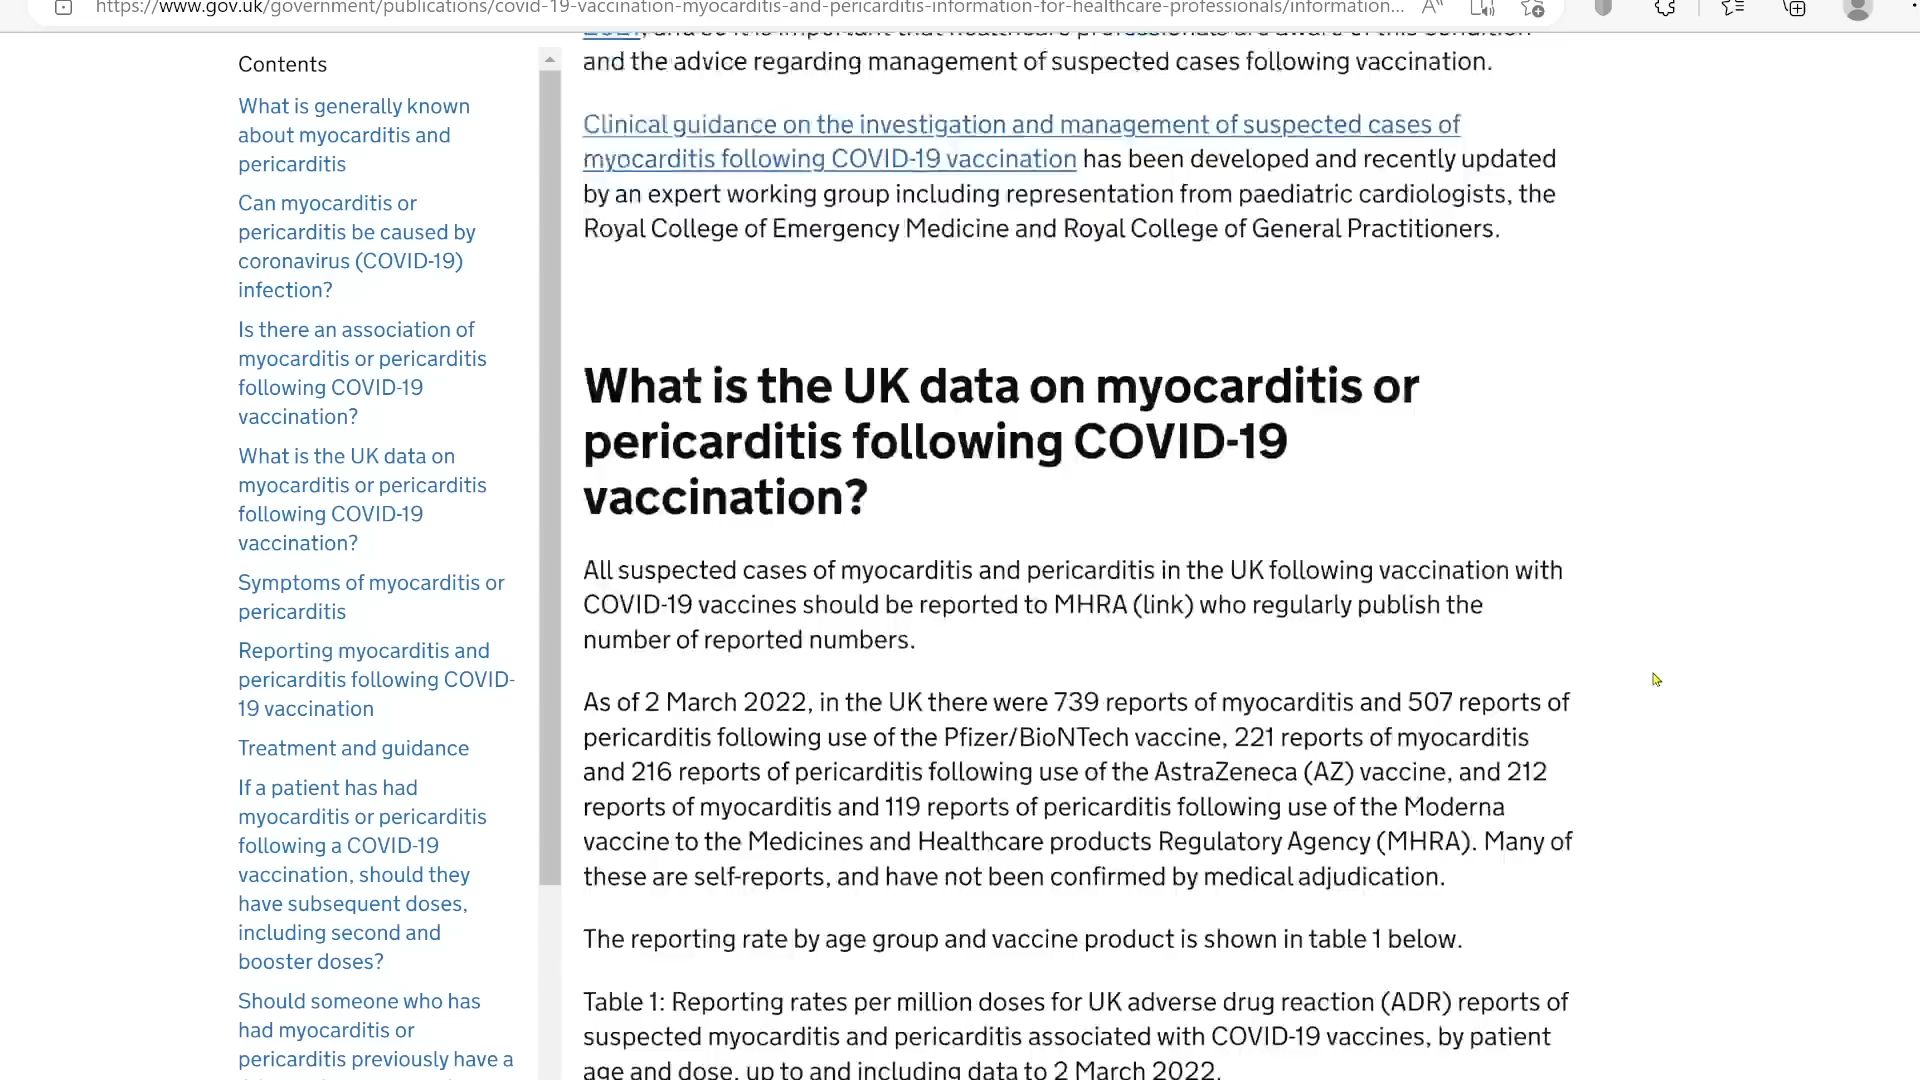 https://www.gov.uk/government/publications/covid-19-vaccination-myocarditis-and-pericarditis-information-for-healthcare-professionals/information...
Contents
What is generally known
about myocarditis and
pericarditis
Can myocarditis or
pericarditis be caused by
coronavirus (COVID-19)
infection?
Is there an association of
myocarditis or pericarditis
following COVID-19
vaccination?
What is the UK data on
myocarditis or pericarditis
following COVID-19
vaccination?
Symptoms of myocarditis or
pericarditis
Reporting myocarditis and
pericarditis following COVID-
19 vaccination
Treatment and guidance
If a patient has had
myocarditis or pericarditis
following a COVID-19
vaccination, should they
have subsequent doses,
including second and
booster doses?
Should someone who has
had myocarditis or
pericarditis previously have a
2021, and so it is important that healthcare professionals are aware of this condition
and the advice regarding management of suspected cases following vaccination.
Clinical guidance on the investigation and management of suspected cases of
myocarditis following COVID-19 vaccination has been developed and recently updated
by an expert working group including representation from paediatric cardiologists, the
Royal College of Emergency Medicine and Royal College of General Practitioners.
What is the UK data on myocarditis or
pericarditis following COVID-19
vaccination?
All suspected cases of myocarditis and pericarditis in the UK following vaccination with
COVID-19 vaccines should be reported to MHRA (link) who regularly publish the
number of reported numbers.
As of 2 March 2022, in the UK there were 739 reports of myocarditis and 507 reports of
pericarditis following use of the Pfizer/BioNTech vaccine, 221 reports of myocarditis
and 216 reports of pericarditis following use of the AstraZeneca (AZ) vaccine, and 212
reports of myocarditis and 119 reports of pericarditis following use of the Moderna
vaccine to the Medicines and Healthcare products Regulatory Agency (MHRA). Many of
these are self-reports, and have not been confirmed by medical adjudication.
The reporting rate by age group and vaccine product is shown in table 1 below.
Table 1: Reporting rates per million doses for UK adverse drug reaction (ADR) reports of
suspected myocarditis and pericarditis associated with COVID-19 vaccines, by patient
age and dose, up to and including data to 2 March 2022.